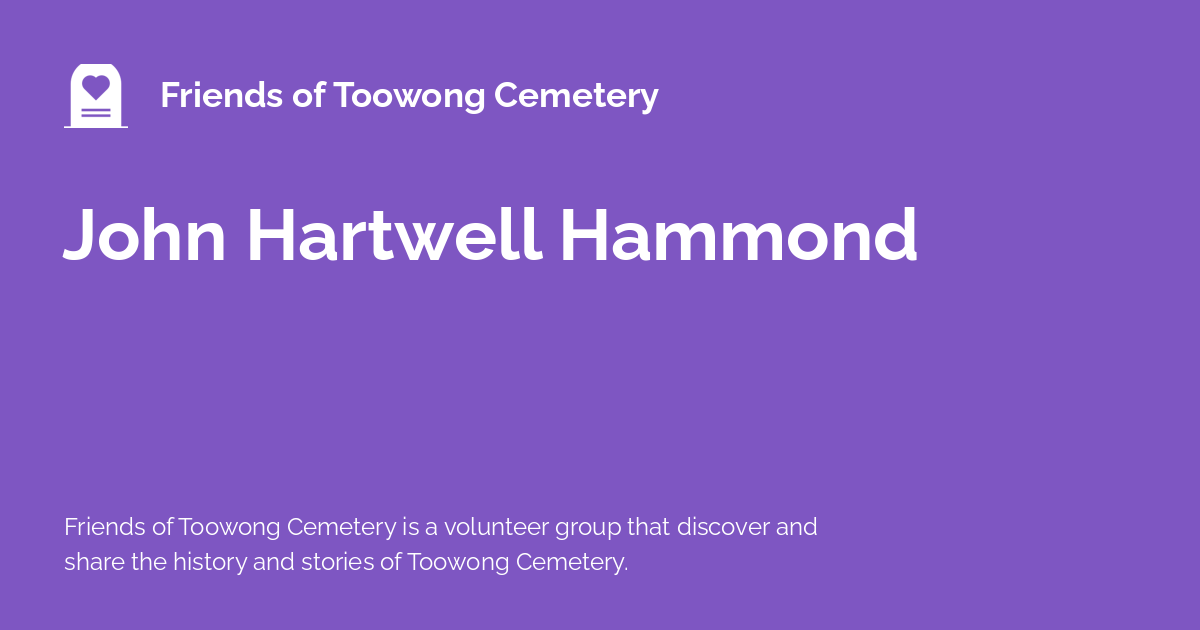 Friends of Toowong Cemetery
John Hartwell Hammond
Friends of Toowong Cemetery is a volunteer group that discover and
share the history and stories of Toowong Cemetery.